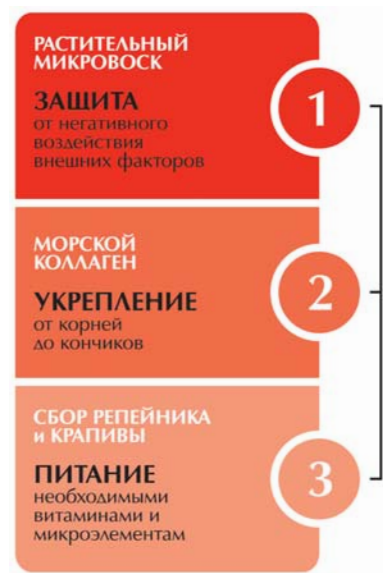 РАСТИТЕЛЬНЫЙ
МИКРОВОСК
ЗАЩИТА
от негативного
воздействия
внешних факторов
1
МОРСКОЙ
КОЛЛАГЕН
УКРЕПЛЕНИЕ
от корней
до кончиков
2
СБОР РЕПЕЙНИКА
и КРАПИВЫ
ПИТАНИЕ
необходимыми
витаминами и
микроэлементам
3